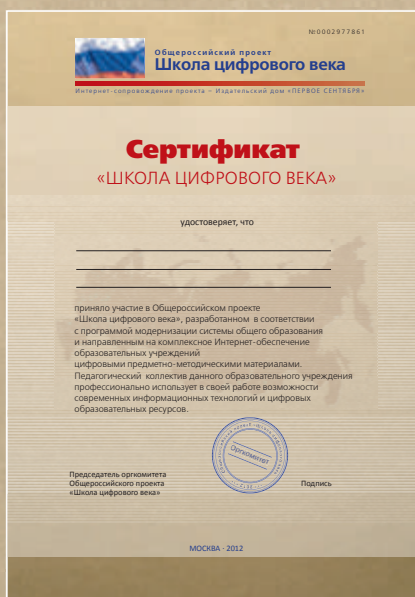 №0002977861
Общероссийский проект
Школа цифрового века
Интернет-сопровождение проекта – Издательский дом «ПЕРВОЕ СЕНТЯБРЯ»
Сертификат
«ШКОЛА ЦИФРОВОГО ВЕКА»
удостоверяет, что
приняло участие в Общероссийском проекте
«Школа цифрового века», разработанном в соответствии
с программой модернизации системы общего образования
и направленным на комплексное Интернет-обеспечение
образовательных учреждений
цифровыми предметно-методическими материалами.
Педагогический коллектив данного образовательного учреждения
профессионально использует в своей работе возможности
современных информационных технологий и цифровых
образовательных ресурсов.
Оргкомитет
Председатель оргкомитета
Общероссийского проекта
«Школа цифрового века»
Подпись
МОСКВА - 2012